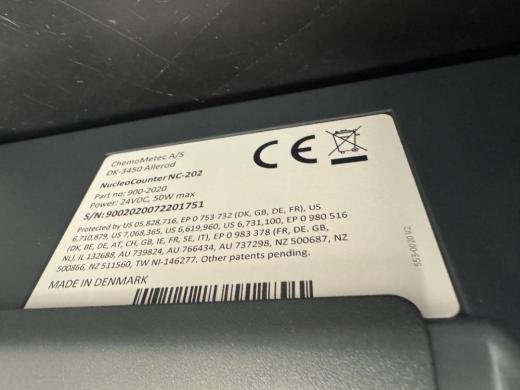 ChemoMetec A/S
DK-3450 Allerod
NucleoCounter NC-202
Part no: 900-2020
Power: 24VDC, 50W max
S/N: 9002020072201751
Protected by US 05,828,716, EP 0 753 732 (DK, GB, DE, FR), US
6,710,879, US 7,068,365, US 6,619,960, US 6,731,100, EP 0 980 516
(DK, BE, DE, AT, CH, GB, IE, FR, SE, IT), EP 0 983 378 (FR, DE, GB,
NL), IL 132688, AU 739824, AU 766434, AU 737298, NZ 500687, NZ
500866, NZ 511560, TW NI-146277. Other patents pending.
MADE IN DENMARK
CE
553-0020 V2